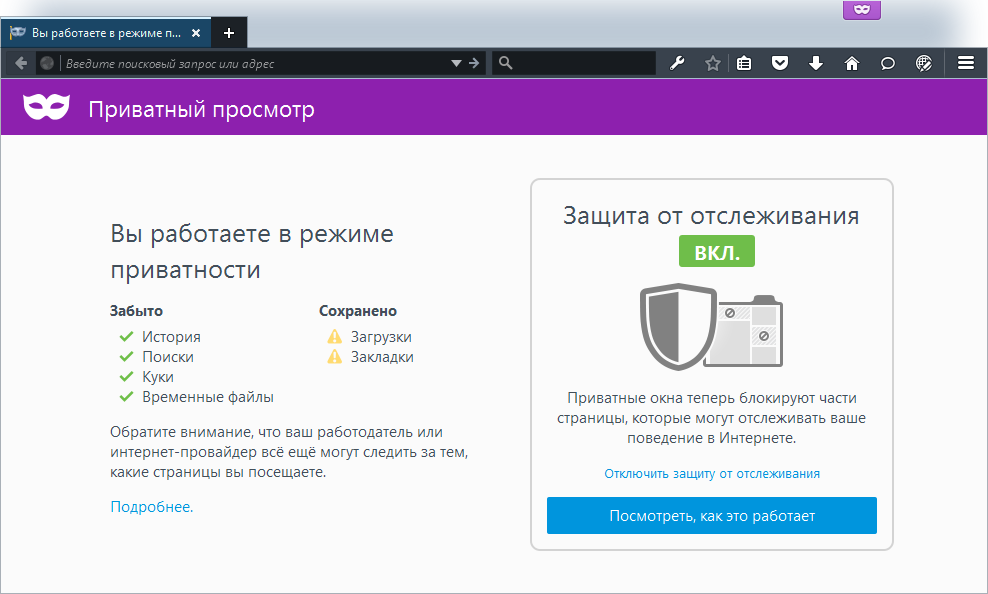 Вы работаете в режиме п...
Введите поисковый запрос или адрес
Приватный просмотр
Вы работаете в режиме
приватности
Забыто
История
Поиски
Куки
Временные файлы
Сохранено
Загрузки
Закладки
Обратите внимание, что ваш работодатель или
интернет-провайдер всё ещё могут следить за тем,
какие страницы вы посещаете.
Подробнее.
Защита от отслеживания
ВКЛ.
Приватные окна теперь блокируют части
страницы, которые могут отслеживать ваше
поведение в Интернете.
Отключить защиту от отслеживания
Посмотреть, как это работает